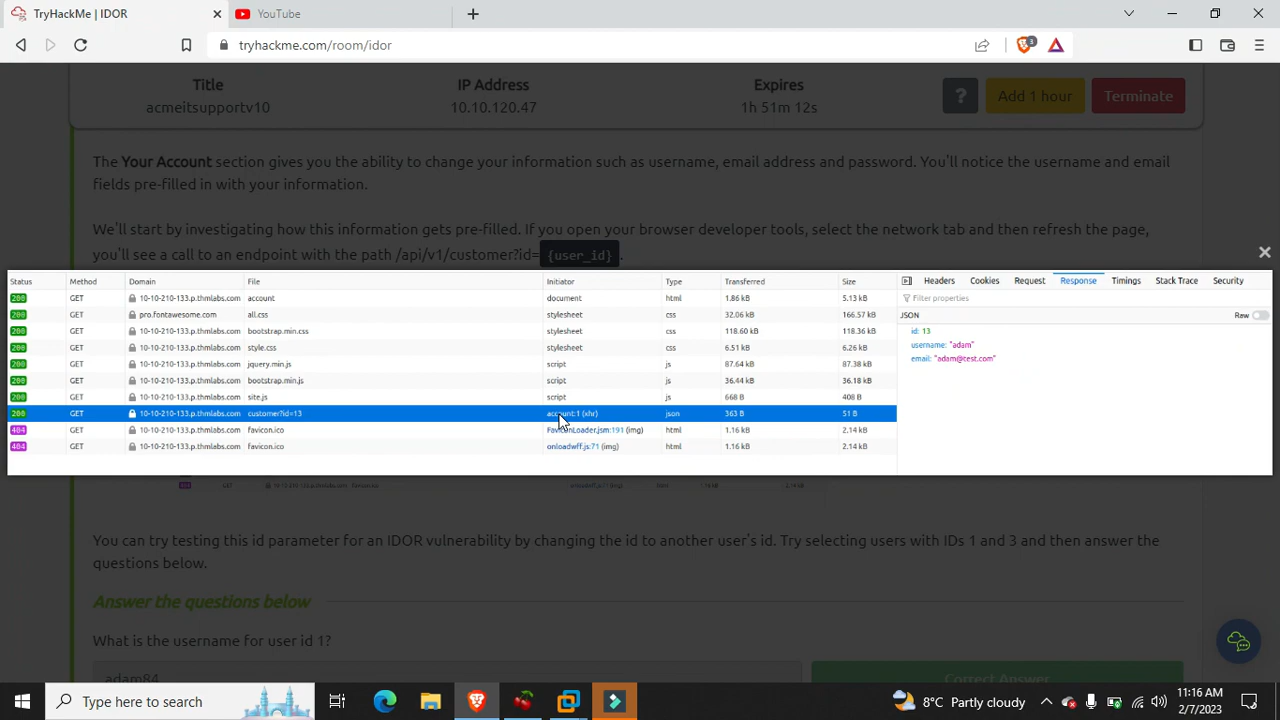 TryHackMe | IDOR
YouTube
tryhackme.com/room/idor
3
Title
IP Address
Expires
acmeitsupportv10
10.10.120.47
1h 51m 12s
?
Add 1 hour
Terminate
The Your Account section gives you the ability to change your information such as username, email address and password. You'll notice the username and email
fields pre-filled in with your information.
We'll start by investigating how this information gets pre-filled. If you open your browser developer tools, select the network tab and then refresh the page,
you'll see a call to an endpoint with the path /api/v1/customer?id= {user_id} .
Status Method Domain File Initiator Type Transferred Size
200 GET 10-10-210-133.p.thmlabs.com account document html 1.86 kB 5.13 kB
200 GET pro.fontawesome.com all.css stylesheet css 32.06 kB 166.57 kB
200 GET 10-10-210-133.p.thmlabs.com bootstrap.min.css stylesheet css 118.60 kB 118.36 kB
200 GET 10-10-210-133.p.thmlabs.com style.css stylesheet css 6.51 kB 6.26 kB
200 GET 10-10-210-133.p.thmlabs.com jquery.min.js script js 87.64 kB 87.38 kB
200 GET 10-10-210-133.p.thmlabs.com bootstrap.min.js script js 36.44 kB 36.18 kB
200 GET 10-10-210-133.p.thmlabs.com site.js script js 668 B 408 B
200 GET 10-10-210-133.p.thmlabs.com customer?id=13 account:1 (xhr) json 363 B 51 B
404 GET 10-10-210-133.p.thmlabs.com favicon.ico FaviconLoader.jsm:191 (img) html 1.16 kB 2.14 kB
404 GET 10-10-210-133.p.thmlabs.com favicon.ico onloadwff.js:71 (img) html 1.16 kB 2.14 kB
Headers Cookies Request Response Timings Stack Trace Security
Filter properties
JSON
Raw
id: 13
username: "adam"
email: "adam@test.com"
You can try testing this id parameter for an IDOR vulnerability by changing the id to another user's id. Try selecting users with IDs 1 and 3 and then answer the
questions below.
Answer the questions below
What is the username for user id 1?
adam84
Correct Answer
Type here to search
8°C Partly cloudy
11:16 AM
2/7/2023